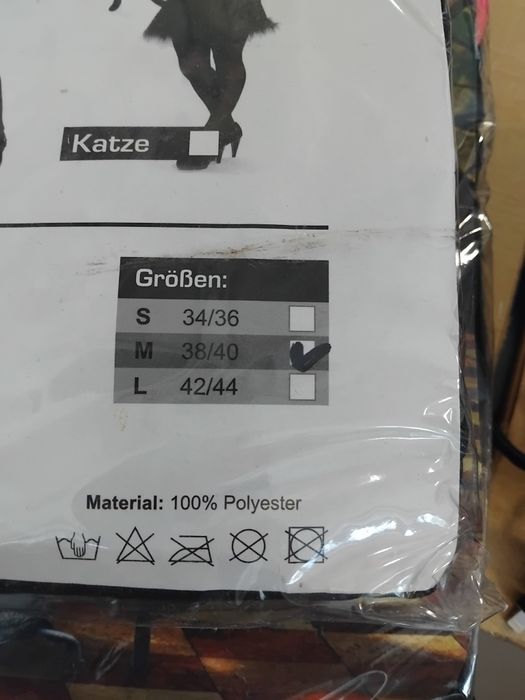 Katze
Größen:
S 34/36
M 38/40
L 42/44
Material: 100% Polyester